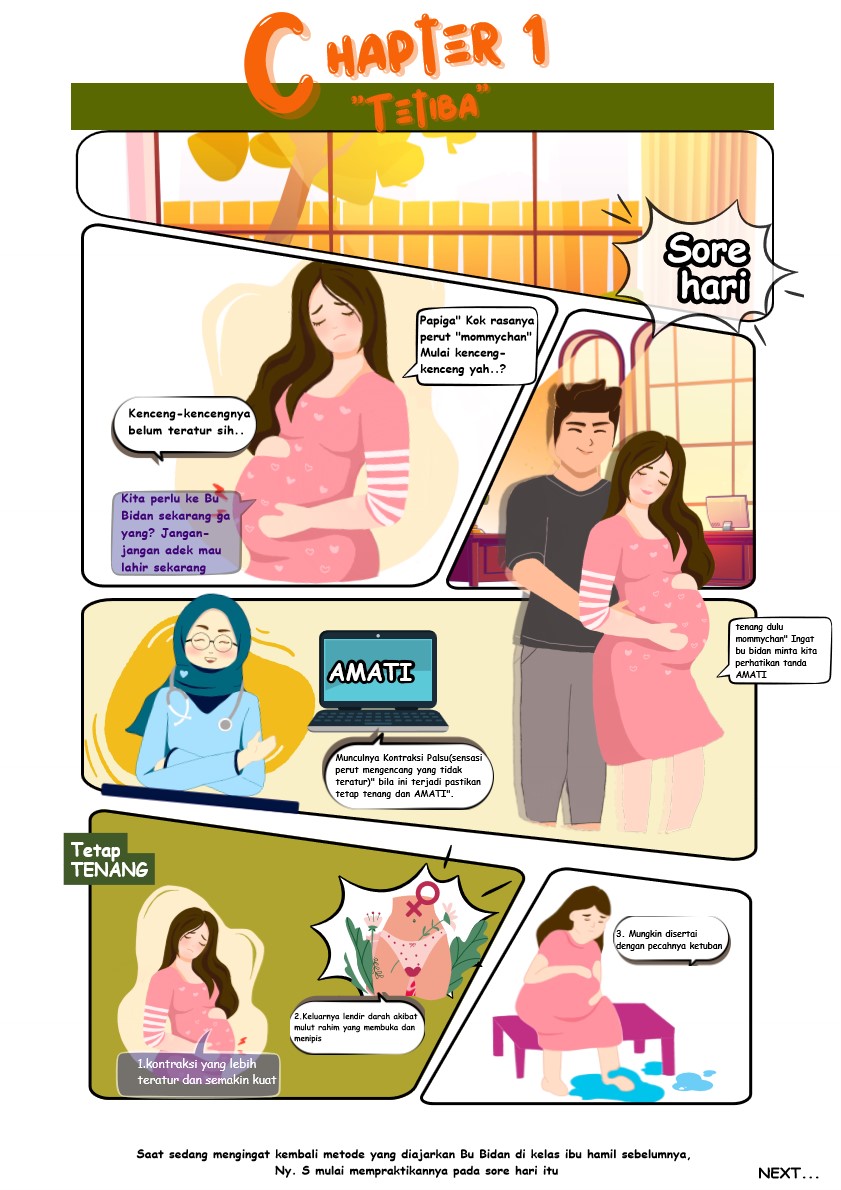 CHAPTER 1
"TETIBA"
Sore
hari
Papiga" Kok rasanya
perut "mommychan"
Mulai kenceng-
kenceng yah..?
Kenceng-kencengnya
belum teratur sih..
Kita perlu ke Bu
Bidan sekarang ga
yang? Jangan-
jangan adek mau
lahir sekarang
tenang dulu
mommychan" Ingat
bu bidan minta kita
perhatikan tanda
AMATI
AMATI
Munculnya Kontraksi Palsu(sensasi
perut mengencang yang tidak
teratur)" bila ini terjadi pastikan
tetap tenang dan AMATI".
Tetap
TENANG
1.kontraksi yang lebih
teratur dan semakin kuat
2.Keluarnya lendir darah akibat
mulut rahim yang membuka dan
menipis
3. Mungkin disertai
dengan pecahnya ketuban
Saat sedang mengingat kembali metode yang diajarkan Bu Bidan di kelas ibu hamil sebelumnya,
Ny. S mulai mempraktikannya pada sore hari itu
NEXT...